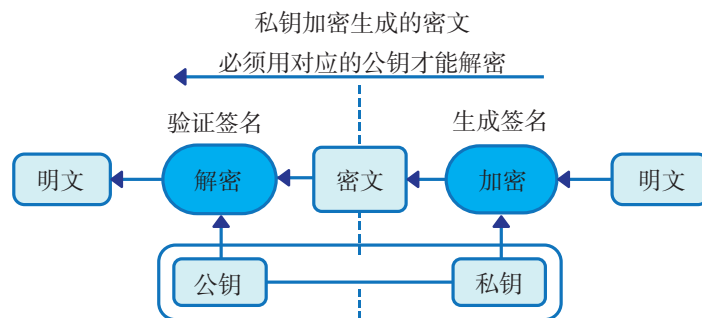 私钥加密生成的密文
必须用对应的公钥才能解密
验证签名
生成签名
明文
解密
密文
加密
明文
公钥
私钥